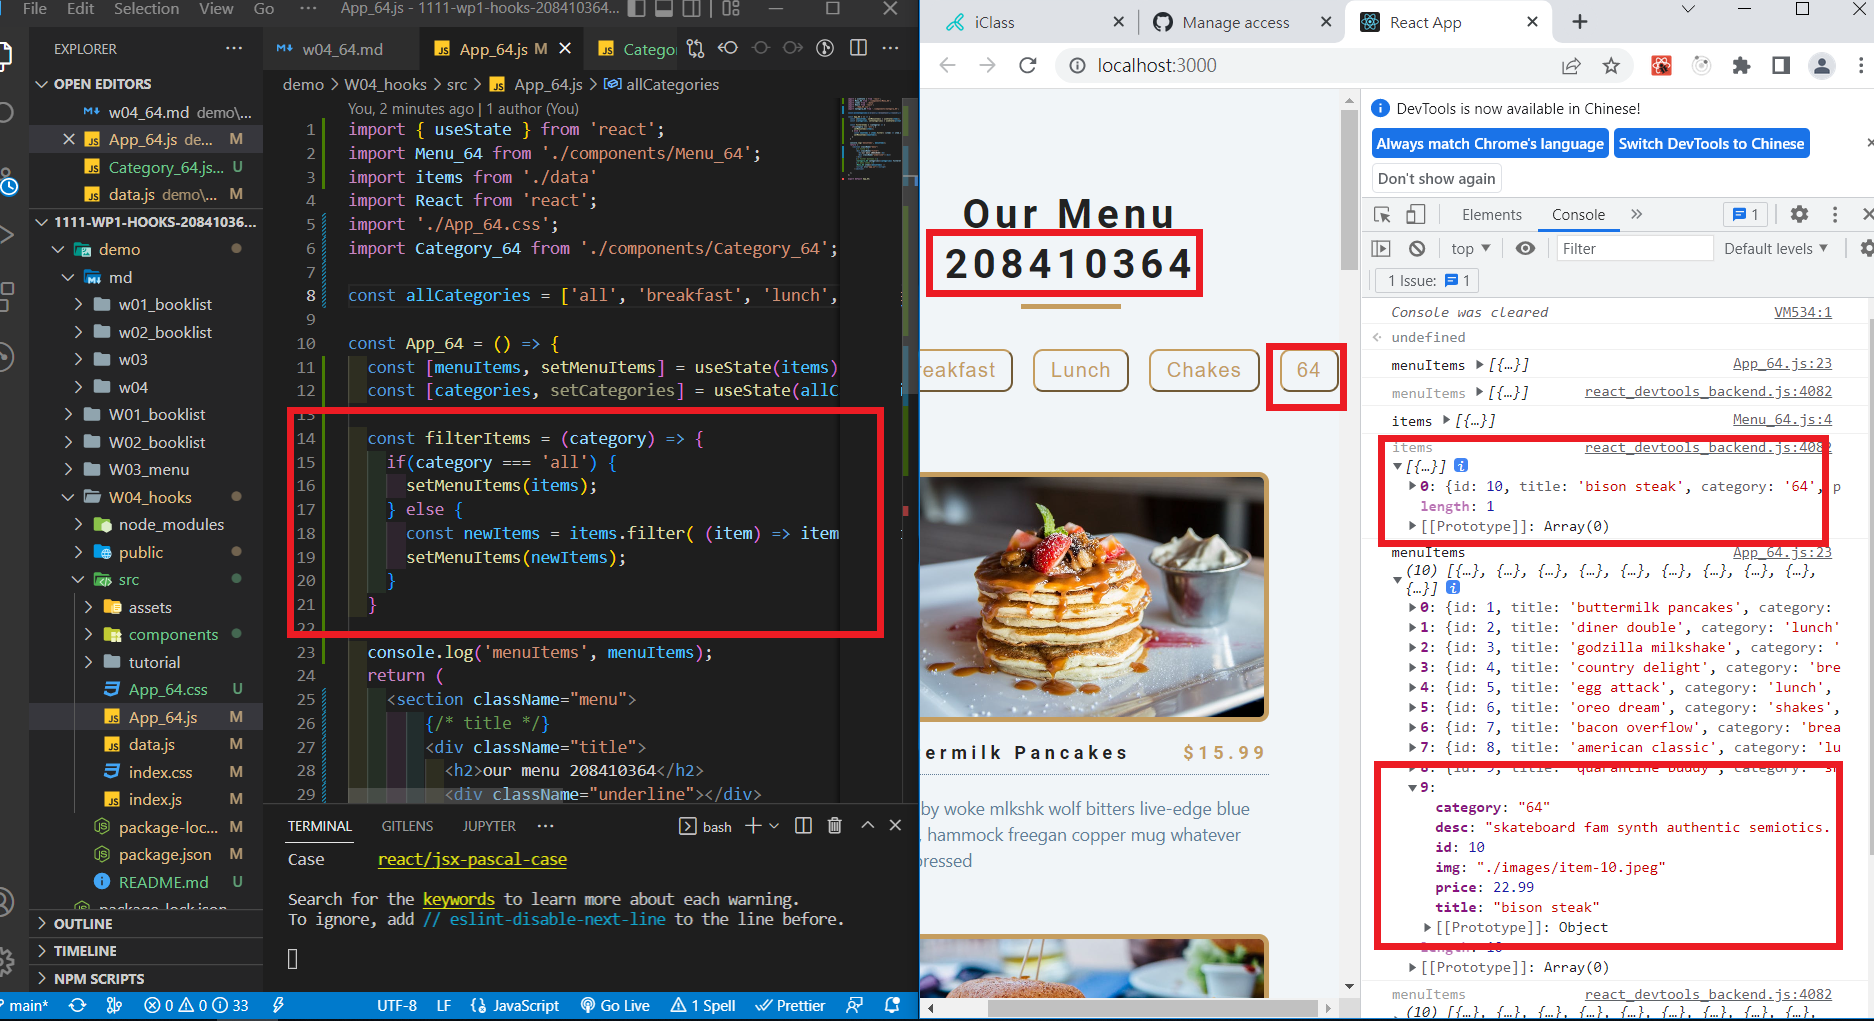 File Edit Selection View Go ··· App_64.js - 1111-wp1-hooks-208410364...
EXPLORER
OPEN EDITORS
w04_64.md demo\...
App_64.js de... M
Category_64.js... U
data.js demo\... M
1111-WP1-HOOKS-20841036...
demo
md
w01_booklist
w02_booklist
w03
w04
W01_booklist
W02_booklist
W03_menu
W04_hooks
node_modules
public
src
assets
components
tutorial
App_64.css U
App_64.js M
data.js M
index.css M
index.js M
package-loc... M
package.json M
README.md U
package-lock.json
OUTLINE
TIMELINE
NPM SCRIPTS
w04_64.md App_64.js M Catego
demo > W04_hooks > src > App_64.js > allCategories
You, 2 minutes ago | 1 author (You)
1 import { useState } from 'react';
2 import Menu_64 from './components/Menu_64';
3 import items from './data'
4 import React from 'react';
5 import './App_64.css';
6 import Category_64 from './components/Category_64';
7
8 const allCategories = ['all', 'breakfast', 'lunch',
9
10 const App_64 = () => {
11 const [menuItems, setMenuItems] = useState(items)
12 const [categories, setCategories] = useState(allC
13
14 const filterItems = (category) => {
15 if(category === 'all') {
16 setMenuItems(items);
17 } else {
18 const newItems = items.filter( (item) => item
19 setMenuItems(newItems);
20 }
21 }
22
23 console.log('menuItems', menuItems);
24 return (
25 <section className="menu">
26 {/* title */}
27 <div className="title">
28 <h2>our menu 208410364</h2>
29 <div className="underline"></div>
TERMINAL GITLENS JUPYTER ··· bash
Case react/jsx-pascal-case
Search for the keywords to learn more about each warning.
To ignore, add // eslint-disable-next-line to the line before.
main* 0 0 33 UTF-8 LF {} JavaScript Go Live 1 Spell Prettier
iClass Manage access React App
localhost:3000
Our Menu
208410364
eakfast Lunch Chakes 64
ermilk Pancakes $15.99
by woke mlkshk wolf bitters live-edge blue
, hammock freegan copper mug whatever
pressed
DevTools is now available in Chinese!
Always match Chrome's language Switch DevTools to Chinese
Don't show again
Elements Console » 1
top Filter Default levels
1 Issue: 1
Console was cleared VM534:1
undefined
menuItems [{…}] App_64.js:23
menuItems [{…}] react_devtools_backend.js:4082
items [{…}] Menu_64.js:4
items react_devtools_backend.js:4082
[{…}]
0: {id: 10, title: 'bison steak', category: '64', p
length: 1
[[Prototype]]: Array(0)
menuItems App_64.js:23
(10) [{…}, {…}, {…}, {…}, {…}, {…}, {…}, {…}, {…},
{…}]
0: {id: 1, title: 'buttermilk pancakes', category:
1: {id: 2, title: 'diner double', category: 'lunch'
2: {id: 3, title: 'godzilla milkshake', category: '
3: {id: 4, title: 'country delight', category: 'bre
4: {id: 5, title: 'egg attack', category: 'lunch',
5: {id: 6, title: 'oreo dream', category: 'shakes',
6: {id: 7, title: 'bacon overflow', category: 'brea
7: {id: 8, title: 'american classic', category: 'lu
8: {id: 9, title: 'quarantine buddy', category: 'sh
9:
category: "64"
desc: "skateboard fam synth authentic semiotics.
id: 10
img: "./images/item-10.jpeg"
price: 22.99
title: "bison steak"
[[Prototype]]: Object
length: 10
[[Prototype]]: Array(0)
menuItems react_devtools_backend.js:4082
(10) [{…}, {…}, {…}, {…}, {…}, {…}, {…}, {…}, {…},